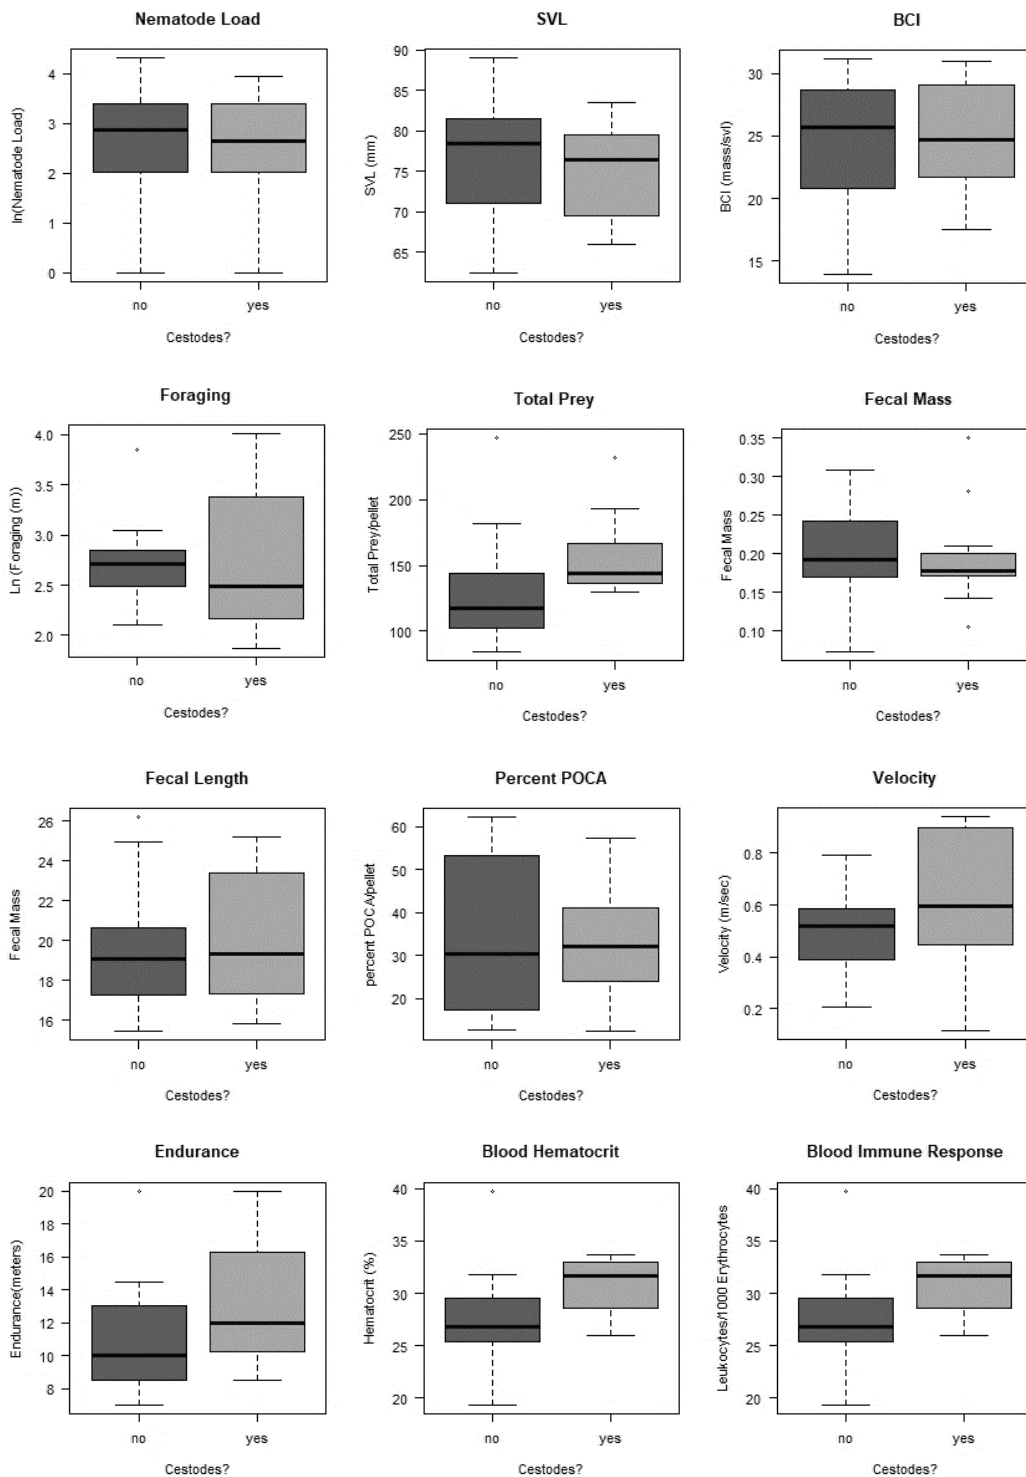 Nematode Load
ln(Nematode Load)
4
3
2
1
0
no yes
Cestodes?
SVL
SVL (mm)
90
85
80
75
70
65
no yes
Cestodes?
BCI
BCI (mass/svl)
30
25
20
15
no yes
Cestodes?
Foraging
Ln (Foraging (m))
4.0
3.5
3.0
2.5
2.0
no yes
Cestodes?
Total Prey
Total Prey/pellet
250
200
150
100
no yes
Cestodes?
Fecal Mass
Fecal Mass
0.35
0.30
0.25
0.20
0.15
0.10
no yes
Cestodes?
Fecal Length
Fecal Mass
26
24
22
20
18
16
no yes
Cestodes?
Percent POCA
percent POCA/pellet
60
50
40
30
20
no yes
Cestodes?
Velocity
Velocity (m/sec)
0.8
0.6
0.4
0.2
no yes
Cestodes?
Endurance
Endurance(meters)
20
18
16
14
12
10
8
no yes
Cestodes?
Blood Hematocrit
Hematocrit (%)
40
35
30
25
20
no yes
Cestodes?
Blood Immune Response
Leukocytes/1000 Erythrocytes
40
35
30
25
20
no yes
Cestodes?